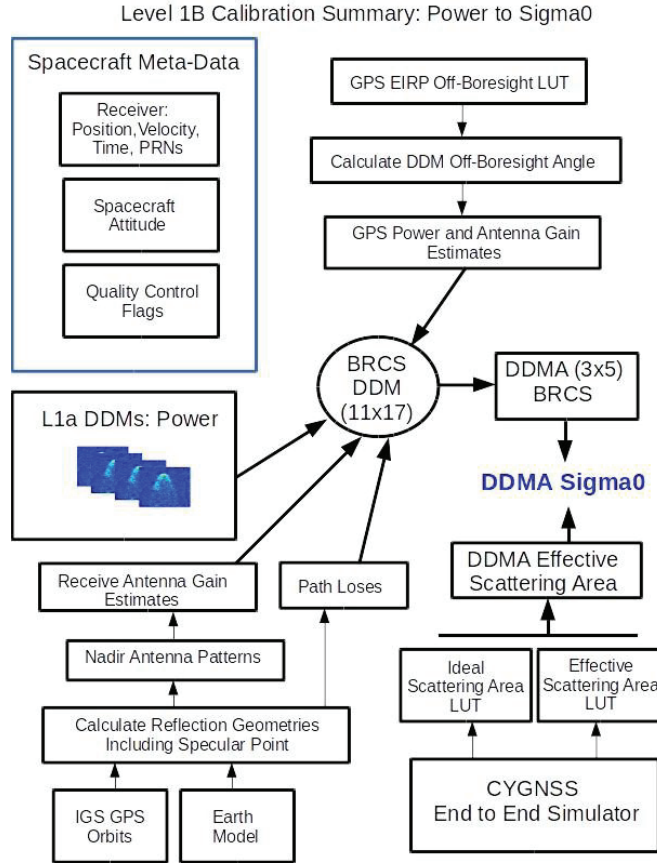 Level 1B Calibration Summary: Power to Sigma0
Spacecraft Meta-Data
Receiver:
Position,Velocity,
Time, PRNs
Spacecraft
Attitude
Quality Control
Flags
GPS EIRP Off-Boresight LUT
Calculate DDM Off-Boresight Angle
GPS Power and Antenna Gain
Estimates
BRCS
DDM
(11x17)
DDMA (3x5)
BRCS
L1a DDMs: Power
DDMA Sigma0
DDMA Effective
Scattering Area
Receive Antenna Gain
Estimates
Path Loses
Nadir Antenna Patterns
Ideal
Scattering Area
LUT
Effective
Scattering Area
LUT
Calculate Reflection Geometries
Including Specular Point
IGS GPS
Orbits
Earth
Model
CYGNSS
End to End Simulator